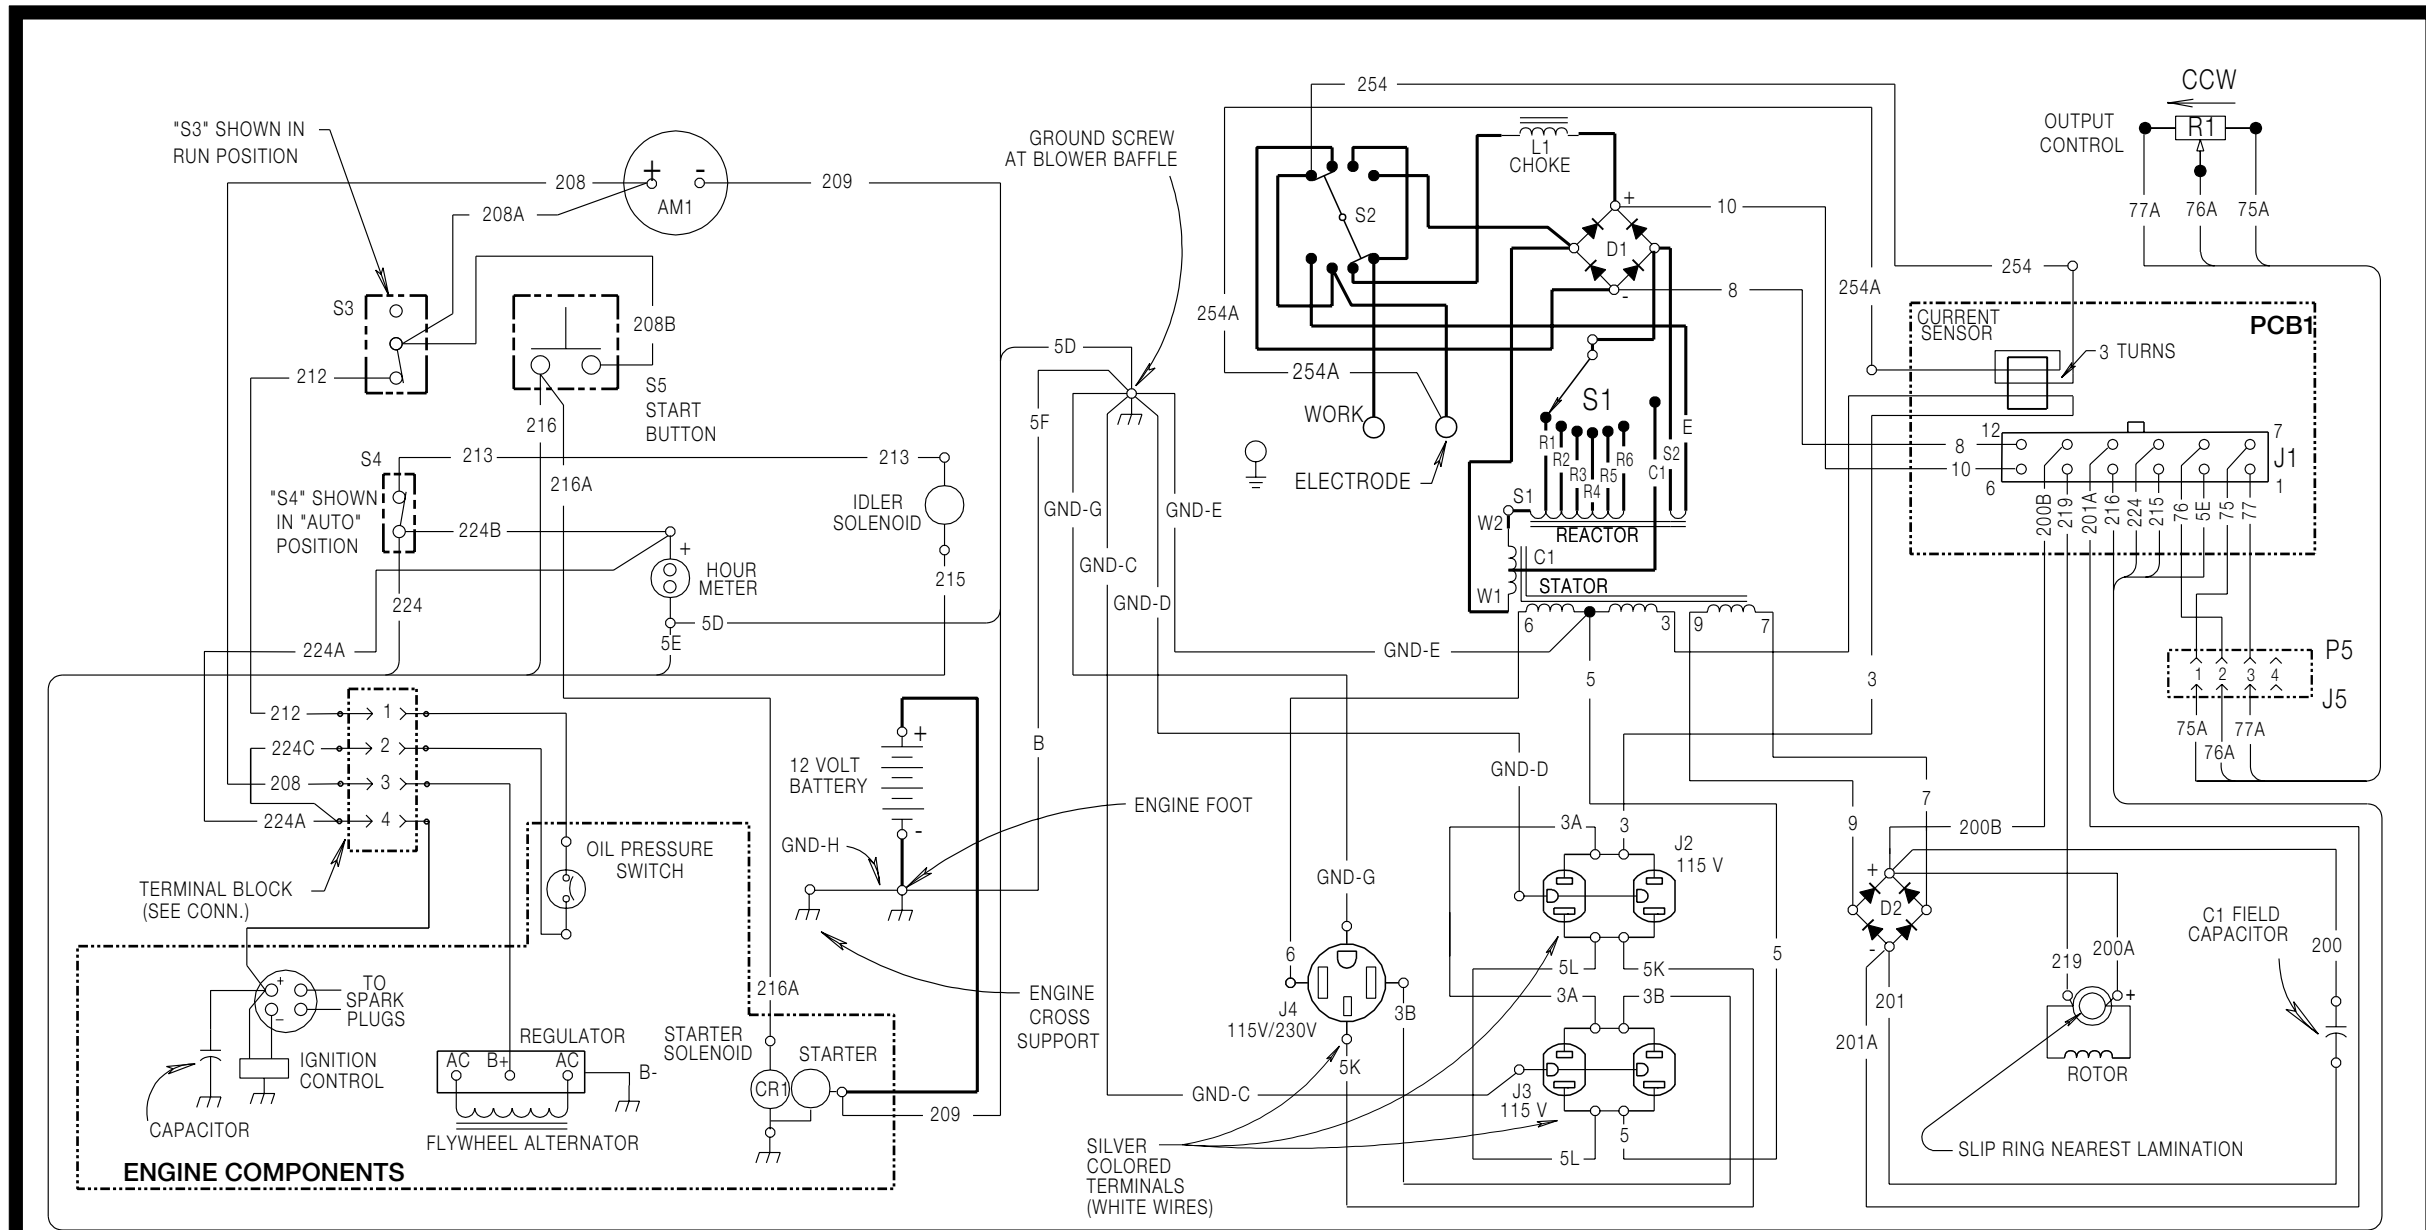 "S3" SHOWN IN
RUN POSITION
208
+
-
AM1
209
208A
S3
208B
212
S5
START
BUTTON
216
216A
S4
213
213
"S4" SHOWN
IN "AUTO"
POSITION
224B
IDLER
SOLENOID
+
HOUR
METER
215
224
5D
5E
224A
212
1
224C
2
208
3
224A
4
TERMINAL BLOCK
(SEE CONN.)
OIL PRESSURE
SWITCH
12 VOLT
BATTERY
+
-
GND-H
ENGINE FOOT
ENGINE
CROSS
SUPPORT
216A
+
–
TO
SPARK
PLUGS
IGNITION
CONTROL
CAPACITOR
REGULATOR
AC
B+
AC
B-
FLYWHEEL ALTERNATOR
STARTER
SOLENOID
STARTER
CR1
209
ENGINE COMPONENTS
GROUND SCREW
AT BLOWER BAFFLE
5D
5F
B
GND-G
GND-E
GND-C
GND-D
254
254A
S2
L1
CHOKE
+
D1
-
10
8
254A
WORK
ELECTRODE
S1
R1
R2
R3
R4
R5
R6
C1
S2
E
S1
W2
REACTOR
C1
STATOR
W1
6
3
9
7
GND-E
5
3
254
254A
CCW
OUTPUT
CONTROL
R1
77A
76A
75A
CURRENT
SENSOR
PCB1
3 TURNS
8
12
7
10
6
1
J1
200B
219
201A
216
224
215
76
5E
75
77
P5
1
2
3
4
J5
75A
76A
77A
GND-D
GND-G
3A
3
J2
115 V
5L
5K
3A
3B
6
J4
115V/230V
3B
5K
5
GND-C
J3
115 V
5
5L
SILVER
COLORED
TERMINALS
(WHITE WIRES)
9
7
200B
+
D2
-
C1 FIELD
CAPACITOR
200
219
200A
201
201A
+
ROTOR
SLIP RING NEAREST LAMINATION